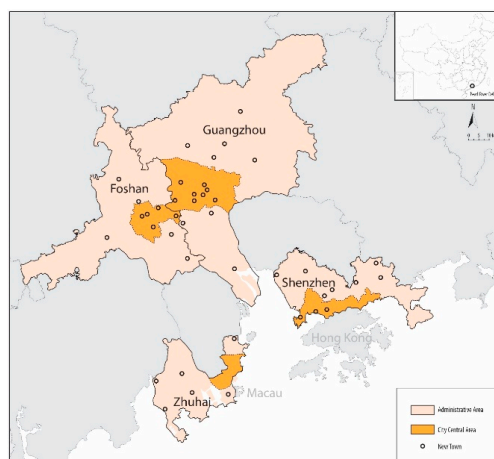 Guangzhou
Foshan
Shenzhen
Hong Kong
Macau
Zhuhai
N
Administrative Area
City Central Area
New Town